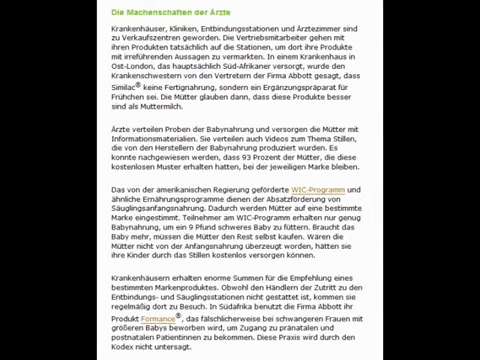 Die Machenschaften der Ärzte
Krankenhäuser, Kliniken, Entbindungsstationen und Ärztezimmer sind
zu Verkaufszentren geworden. Die Vertriebsmitarbeiter gehen mit
ihren Produkten tatsächlich auf die Stationen, um dort ihre Produkte
mit irreführenden Aussagen zu vermarkten. In einem Krankenhaus in
Ost-London, das hauptsächlich Süd-Afrikaner versorgt, wurde den
Krankenschwestern von den Vertretern der Firma Abbott gesagt, dass
Similac® keine Fertignahrung, sondern ein Ergänzungspräparat für
Frühchen sei. Die Mütter glauben dann, dass diese Produkte besser
sind als Muttermilch.
Ärzte verteilen Proben der Babynahrung und versorgen die Mütter mit
Informationsmaterialien. Sie verteilen auch Videos zum Thema Stillen,
die von den Herstellern der Babynahrung produziert wurden. Es
konnte nachgewiesen werden, dass 93 Prozent der Mütter, die diese
kostenlosen Muster erhalten haben, bei der jeweiligen Marke bleiben.
Das von der amerikanischen Regierung geförderte WIC-Programm und
ähnliche Ernährungsprogramme dienen der Absatzförderung von
Säuglingsanfangsnahrung. Dadurch werden Mütter auf eine bestimmte
Marke eingestimmt. Teilnehmer am WIC-Programm erhalten nur genug
Babynahrung, um ein 9 Pfund schweres Baby zu füttern. Braucht das
Baby mehr, müssen die Mütter den Rest selbst kaufen. Wären die
Mütter nicht von der Anfangsnahrung überzeugt worden, hätten sie
ihre Kinder durch das Stillen kostenlos versorgen können.
Krankenhäusern erhalten enorme Summen für die Empfehlung eines
bestimmten Markenproduktes. Obwohl den Händlern der Zutritt zu den
Entbindungs- und Säuglingsstationen nicht gestattet ist, kommen sie
regelmäßig dort zu Besuch. In Südafrika benutzt die Firma Abbott ihr
Produkt Formance®, das fälschlicherweise bei schwangeren Frauen mit
größeren Babys beworben wird, um Zugang zu pränatalen und
postnatalen Patientinnen zu bekommen. Diese Praxis wird durch den
Kodex nicht untersagt.